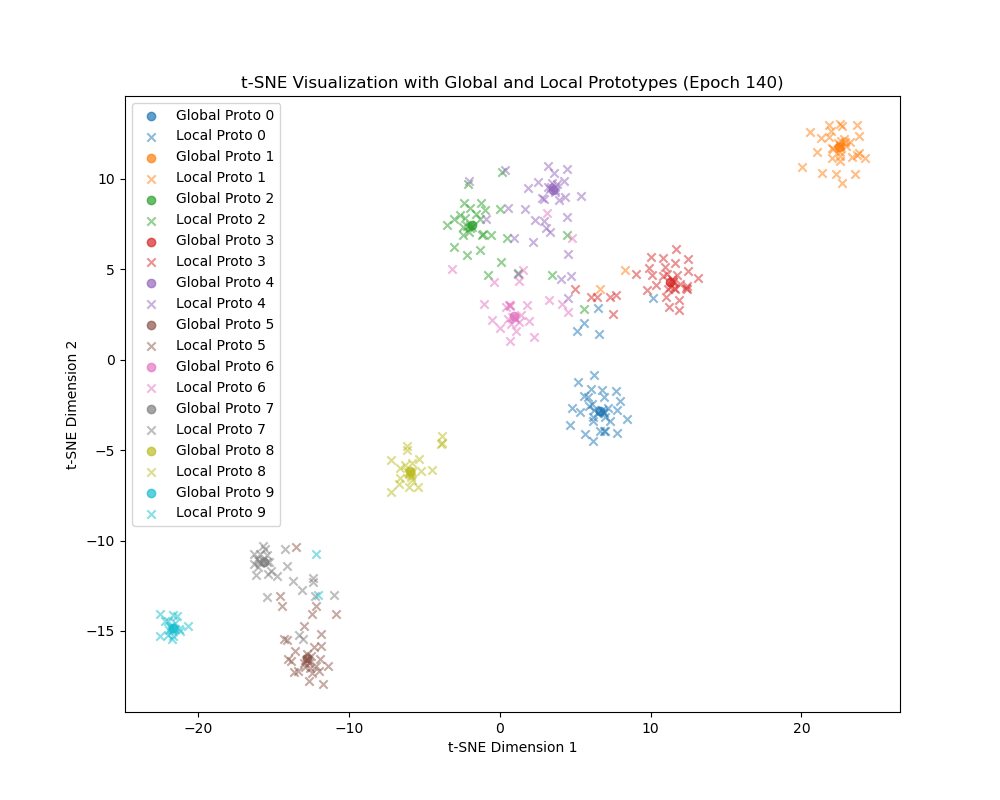 t-SNE Visualization with Global and Local Prototypes (Epoch 140)
Global Proto 0
Local Proto 0
Global Proto 1
Local Proto 1
Global Proto 2
Local Proto 2
Global Proto 3
Local Proto 3
Global Proto 4
Local Proto 4
Global Proto 5
Local Proto 5
Global Proto 6
Local Proto 6
Global Proto 7
Local Proto 7
Global Proto 8
Local Proto 8
Global Proto 9
Local Proto 9
t-SNE Dimension 2
10
5
0
−5
−10
−15
−20
−10
0
10
20
t-SNE Dimension 1